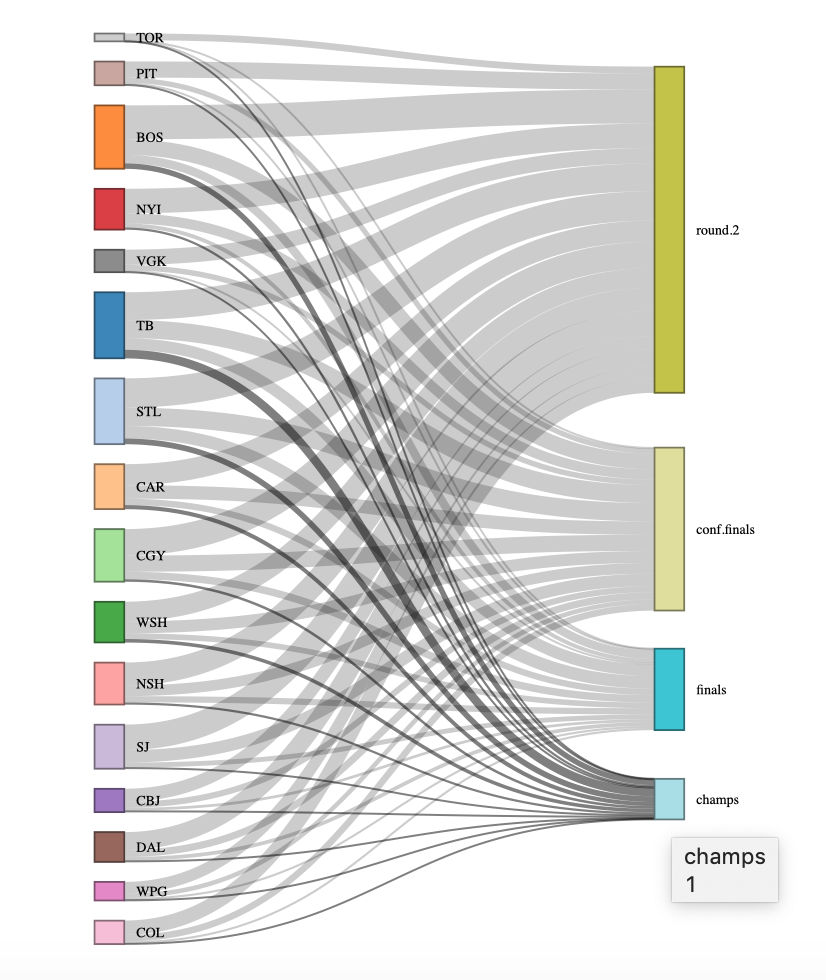 TOR
PIT
BOS
NYI
VGK
TB
STL
CAR
CGY
WSH
NSH
SJ
CBJ
DAL
WPG
COL
round.2
conf.finals
finals
champs
champs
1